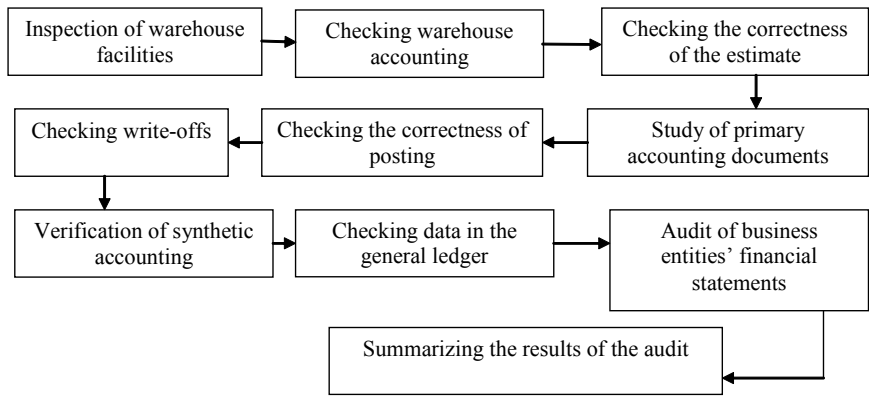 Inspection of warehouse
facilities
Checking warehouse
accounting
Checking the correctness
of the estimate
Study of primary
accounting documents
Checking the correctness of
posting
Checking write-offs
Verification of synthetic
accounting
Checking data in the
general ledger
Audit of business
entities’ financial
statements
Summarizing the results of the audit